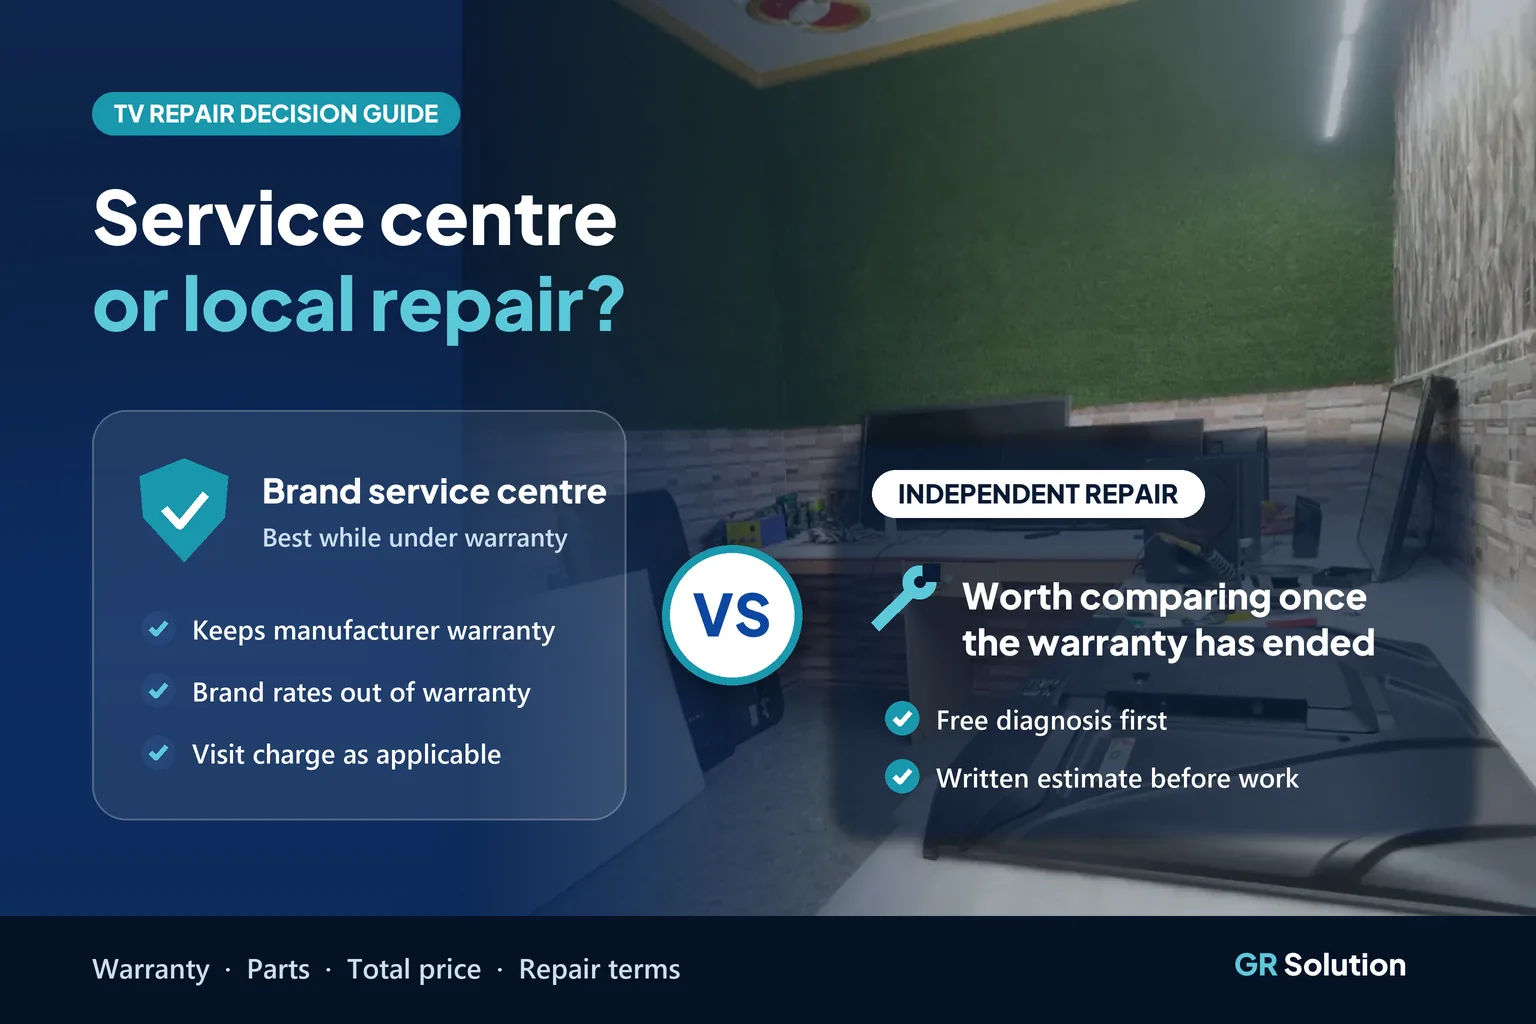 TV REPAIR DECISION GUIDE
Service centre
or local repair?
Brand service centre
Best while under warranty
Keeps manufacturer warranty
Brand rates out of warranty
Visit charge as applicable
VS
INDEPENDENT REPAIR
Worth comparing once
the warranty has ended
Free diagnosis first
Written estimate before work
Warranty · Parts · Total price · Repair terms
GR Solution